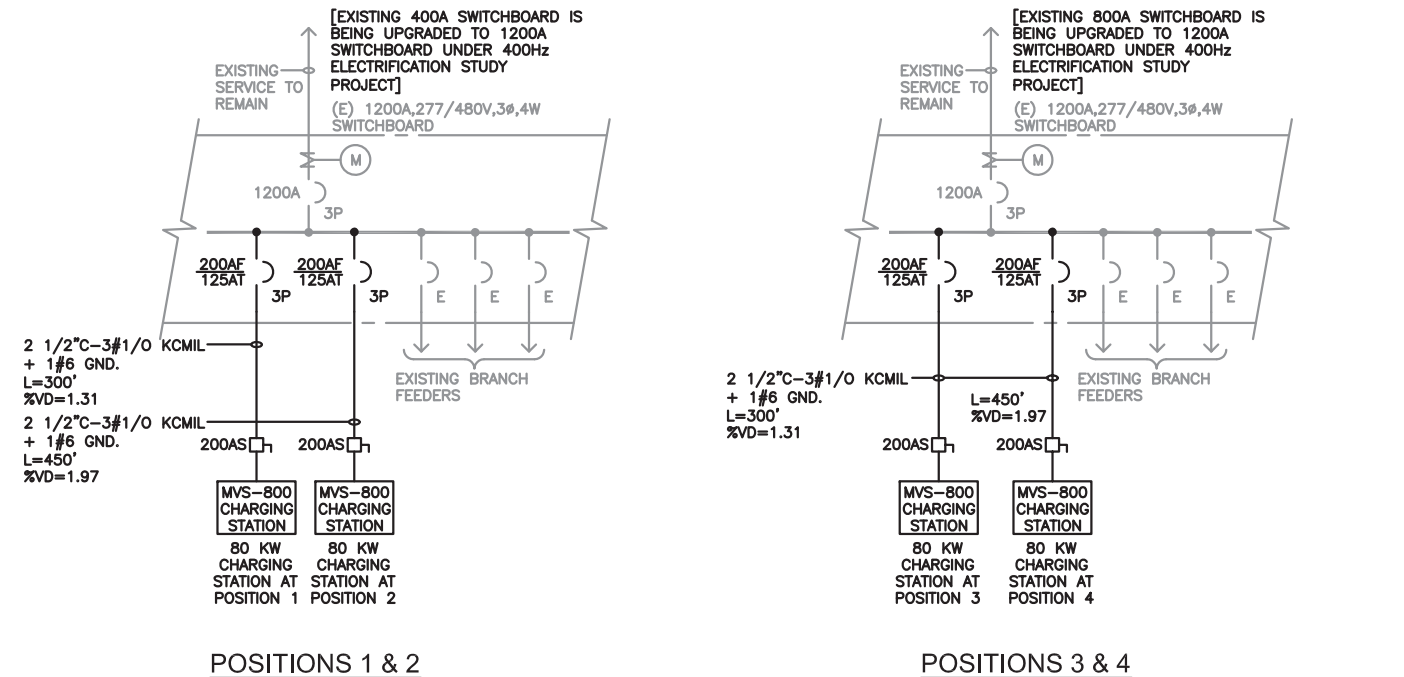 [EXISTING 400A SWITCHBOARD IS
BEING UPGRADED TO 1200A
SWITCHBOARD UNDER 400Hz
ELECTRIFICATION STUDY
PROJECT]
EXISTING
SERVICE TO
REMAIN
(E) 1200A,277/480V,3ø,4W
SWITCHBOARD
M
1200A
3P
200AF
125AT
3P
200AF
125AT
3P
E
E
E
2 1/2"C-3#1/0 KCMIL
+ 1#6 GND.
L=300'
%VD=1.31
2 1/2"C-3#1/0 KCMIL
+ 1#6 GND.
L=450'
%VD=1.97
EXISTING BRANCH
FEEDERS
200AS
200AS
MVS-800
CHARGING
STATION
MVS-800
CHARGING
STATION
80 KW
CHARGING
STATION AT
POSITION 1
80 KW
CHARGING
STATION AT
POSITION 2
POSITIONS 1 & 2
[EXISTING 800A SWITCHBOARD IS
BEING UPGRADED TO 1200A
SWITCHBOARD UNDER 400Hz
ELECTRIFICATION STUDY
PROJECT]
EXISTING
SERVICE TO
REMAIN
(E) 1200A,277/480V,3ø,4W
SWITCHBOARD
M
1200A
3P
200AF
125AT
3P
200AF
125AT
3P
E
E
E
2 1/2"C-3#1/0 KCMIL
+ 1#6 GND.
L=300'
%VD=1.31
L=450'
%VD=1.97
EXISTING BRANCH
FEEDERS
200AS
200AS
MVS-800
CHARGING
STATION
MVS-800
CHARGING
STATION
80 KW
CHARGING
STATION AT
POSITION 3
80 KW
CHARGING
STATION AT
POSITION 4
POSITIONS 3 & 4